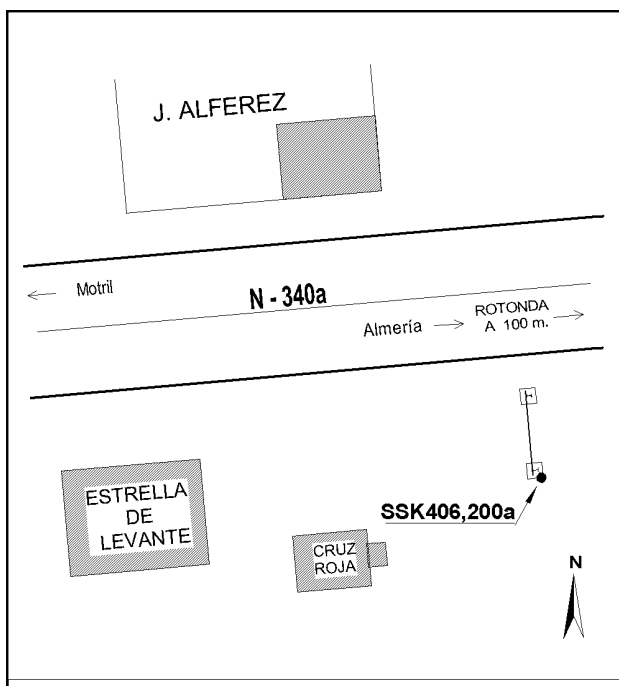 J. ALFEREZ
Motril
N - 340a
Almería
ROTONDA
A 100 m.
SSK406,200a
ESTRELLA
DE
LEVANTE
CRUZ
ROJA
N